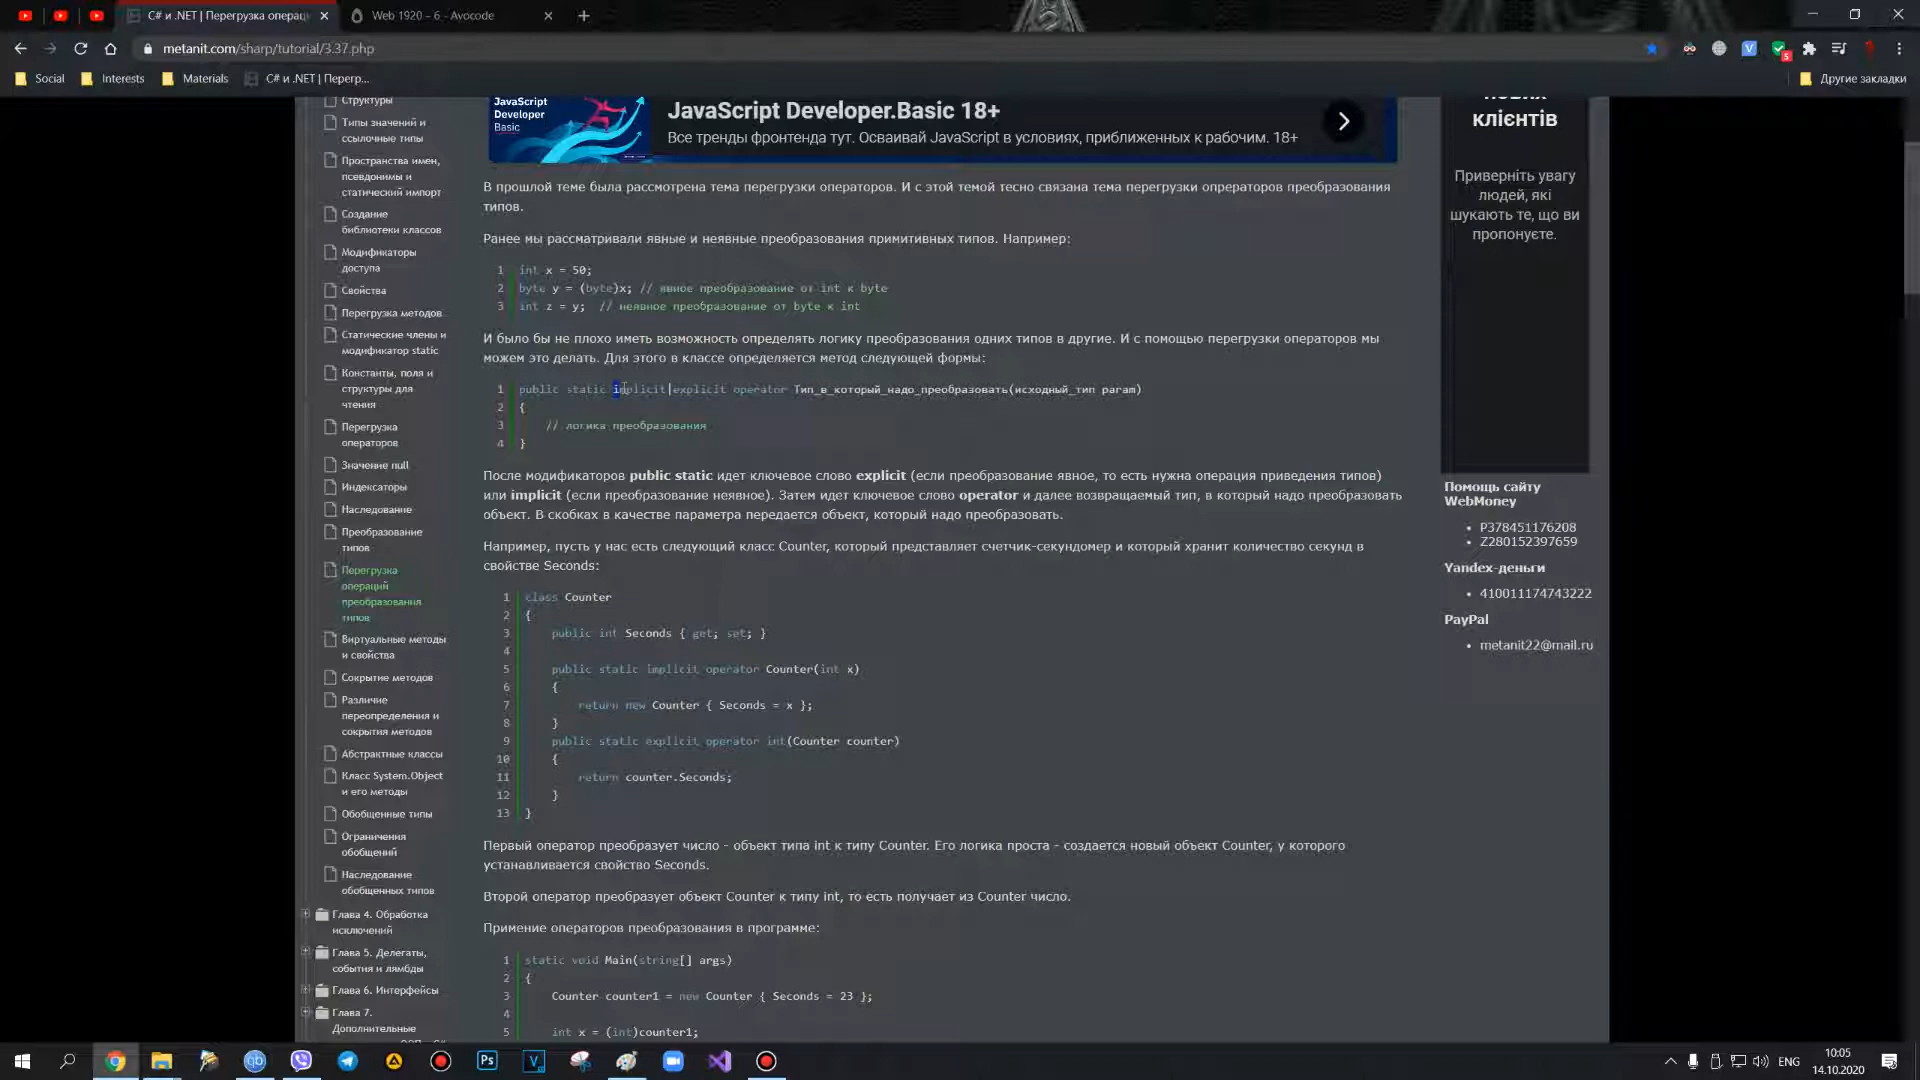 C# и .NET | Перегрузка операци
Web 1920 – 6 - Avocode
metanit.com/sharp/tutorial/3.37.php
Social
Interests
Materials
C# и .NET | Перегр...
Другие закладки
Структуры
Типы значений и
ссылочные типы
Пространства имен,
псевдонимы и
статический импорт
Создание
библиотеки классов
Модификаторы
доступа
Свойства
Перегрузка методов
Статические члены и
модификатор static
Константы, поля и
структуры для
чтения
Перегрузка
операторов
Значение null
Индексаторы
Наследование
Преобразование
типов
Перегрузка
операций
преобразования
типов
Виртуальные методы
и свойства
Сокрытие методов
Различие
переопределения и
сокрытия методов
Абстрактные классы
Класс System.Object
и его методы
Обобщенные типы
Ограничения
обобщений
Наследование
обобщенных типов
Глава 4. Обработка
исключений
Глава 5. Делегаты,
события и лямбды
Глава 6. Интерфейсы
Глава 7.
Дополнительные
JavaScript
Developer
Basic
JavaScript Developer.Basic 18+
Все тренды фронтенда тут. Осваивай JavaScript в условиях, приближенных к рабочим. 18+
В прошлой теме была рассмотрена тема перегрузки операторов. И с этой темой тесно связана тема перегрузки опрераторов преобразования
типов.
Ранее мы рассматривали явные и неявные преобразования примитивных типов. Например:
1 int x = 50;
2 byte y = (byte)x; // явное преобразование от int к byte
3 int z = y;  // неявное преобразование от byte к int
И было бы не плохо иметь возможность определять логику преобразования одних типов в другие. И с помощью перегрузки операторов мы
можем это делать. Для этого в классе определяется метод следующей формы:
1 public static implicit|explicit operator Тип_в_который_надо_преобразовать(исходный_тип param)
2 {
3     // логика преобразования
4 }
После модификаторов public static идет ключевое слово explicit (если преобразование явное, то есть нужна операция приведения типов)
или implicit (если преобразование неявное). Затем идет ключевое слово operator и далее возвращаемый тип, в который надо преобразовать
объект. В скобках в качестве параметра передается объект, который надо преобразовать.
Например, пусть у нас есть следующий класс Counter, который представляет счетчик-секундомер и который хранит количество секунд в
свойстве Seconds:
1 class Counter
2 {
3     public int Seconds { get; set; }
4
5     public static implicit operator Counter(int x)
6     {
7         return new Counter { Seconds = x };
8     }
9     public static explicit operator int(Counter counter)
10     {
11         return counter.Seconds;
12     }
13 }
Первый оператор преобразует число - объект типа int к типу Counter. Его логика проста - создается новый объект Counter, у которого
устанавливается свойство Seconds.
Второй оператор преобразует объект Counter к типу int, то есть получает из Counter число.
Примение операторов преобразования в программе:
1 static void Main(string[] args)
2 {
3     Counter counter1 = new Counter { Seconds = 23 };
4
5     int x = (int)counter1;
клієнтів
Приверніть увагу
людей, які
шукають те, що ви
пропонуєте.
Помощь сайту
WebMoney
P378451176208
Z280152397659
Yandex-деньги
410011174743222
PayPal
metanit22@mail.ru
ENG
10:05
14.10.2020